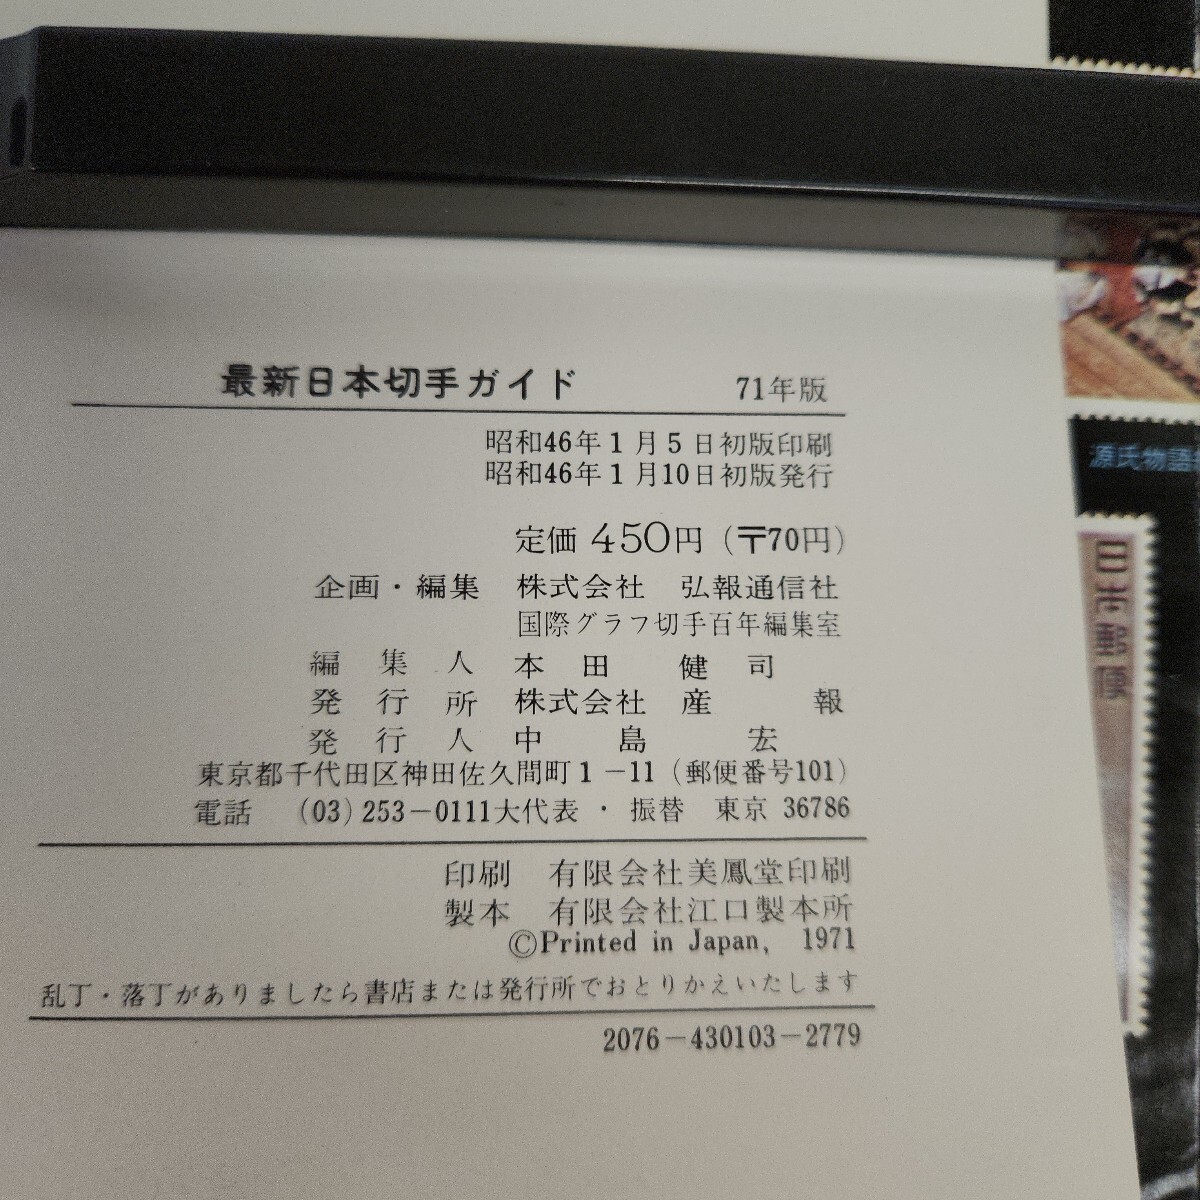 最新日本切手ガイド 71年版
昭和46年1月5日初版印刷
昭和46年1月10日初版発行
定価 450円 (〒70円)
企画・編集 株式会社 弘報通信社
国際グラフ切手百年編集室
編集人 本田健司
発行所 株式会社 産報
発行人 中島宏
東京都千代田区神田佐久間町1-11 (郵便番号101)
電話 (03) 253-0111大代表・振替 東京 36786
印刷 有限会社美鳳堂印刷
製本 有限会社江口製本所
©Printed in Japan, 1971
乱丁・落丁がありましたら書店または発行所でおとりかえいたします
2076-430103-2779
源氏物語
日本郵便